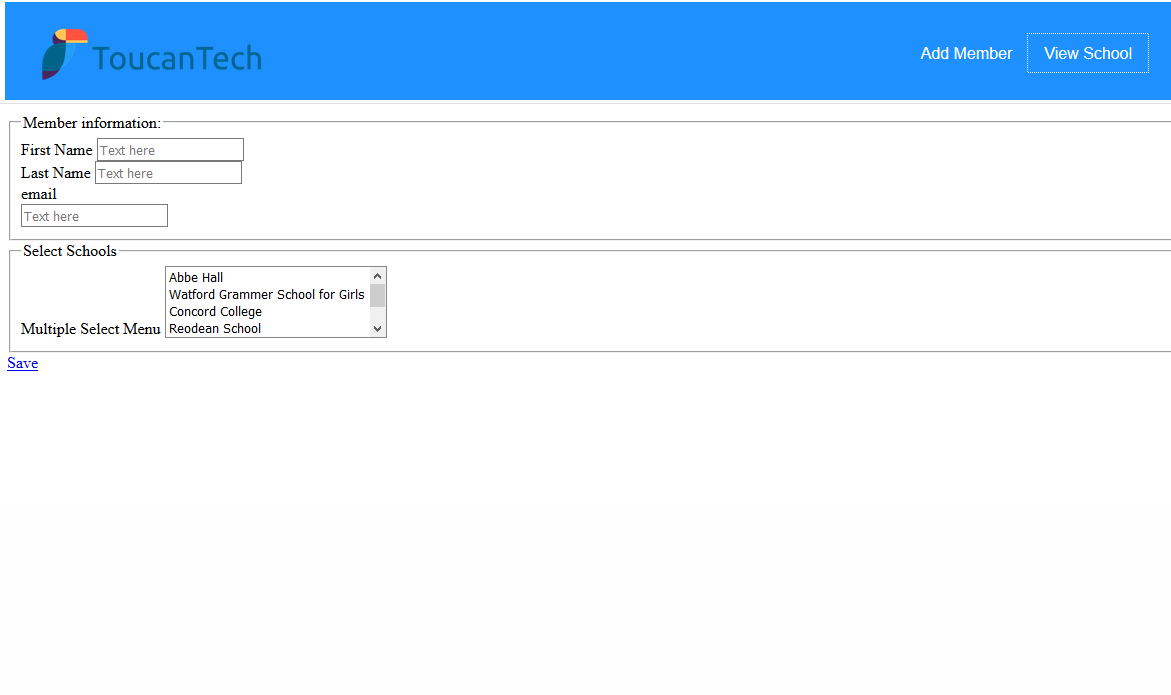 ToucanTech
Add Member
View School
Member information:
First Name Text here
Last Name Text here
email
Text here
Select Schools
Abbe Hall
Watford Grammer School for Girls
Concord College
Multiple Select Menu Reodean School
Save